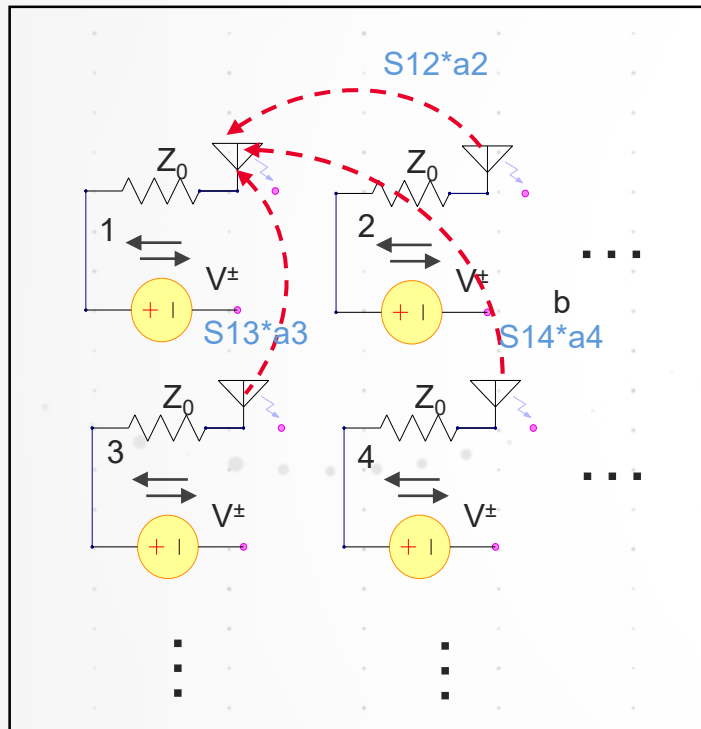 S12*a2
Z₀
Z₀
1
2
V±
V±
...
b
+ –
S13*a3
+ –
S14*a4
Z₀
Z₀
3
4
V±
V±
...
+ –
+ –